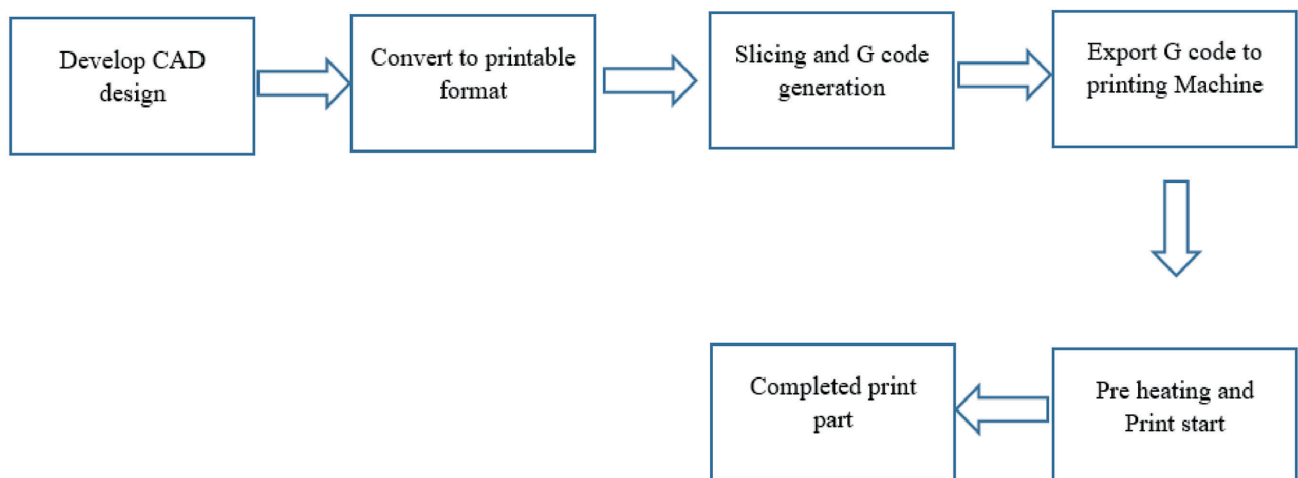 Develop CAD
design
Convert to printable
format
Slicing and G code
generation
Export G code to
printing Machine
Pre heating and
Print start
Completed print
part